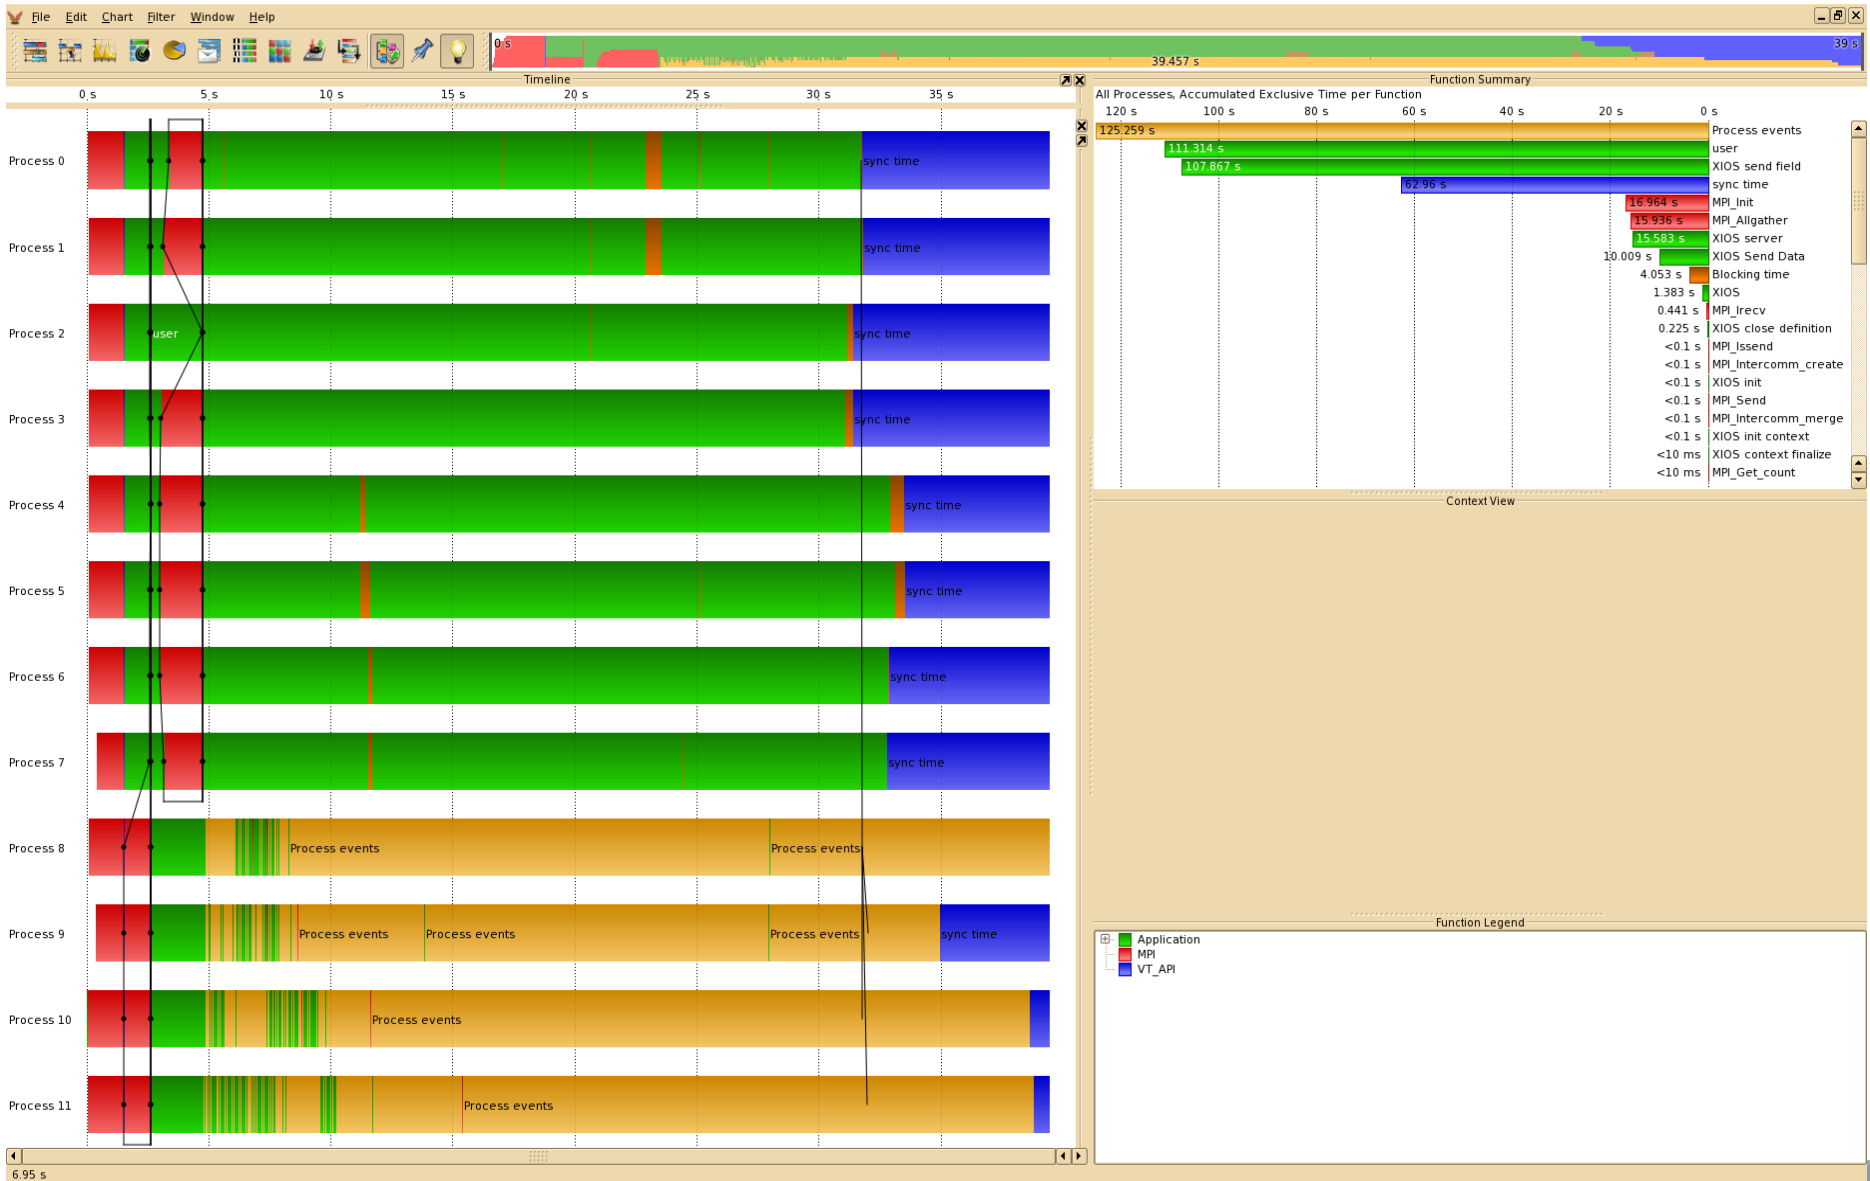 File Edit Chart Filter Window Help
0 s
39 s
39.457 s
Timeline
0 s 5 s 10 s 15 s 20 s 25 s 30 s 35 s
Process 0 sync time
Process 1 sync time
Process 2 user sync time
Process 3 sync time
Process 4 sync time
Process 5 sync time
Process 6 sync time
Process 7 sync time
Process 8 Process events Process events
Process 9 Process events Process events Process events sync time
Process 10 Process events
Process 11 Process events
6.95 s
Function Summary
All Processes, Accumulated Exclusive Time per Function
120 s 100 s 80 s 60 s 40 s 20 s 0 s
125.259 s Process events
111.314 s user
107.867 s XIOS send field
62.96 s sync time
16.964 s MPI_Init
15.936 s MPI_Allgather
15.583 s XIOS server
10.009 s XIOS Send Data
4.053 s Blocking time
1.383 s XIOS
0.441 s MPI_Irecv
0.225 s XIOS close definition
<0.1 s MPI_Issend
<0.1 s MPI_Intercomm_create
<0.1 s XIOS init
<0.1 s MPI_Send
<0.1 s MPI_Intercomm_merge
<0.1 s XIOS init context
<10 ms XIOS context finalize
<10 ms MPI_Get_count
Context View
Function Legend
Application
MPI
VT_API